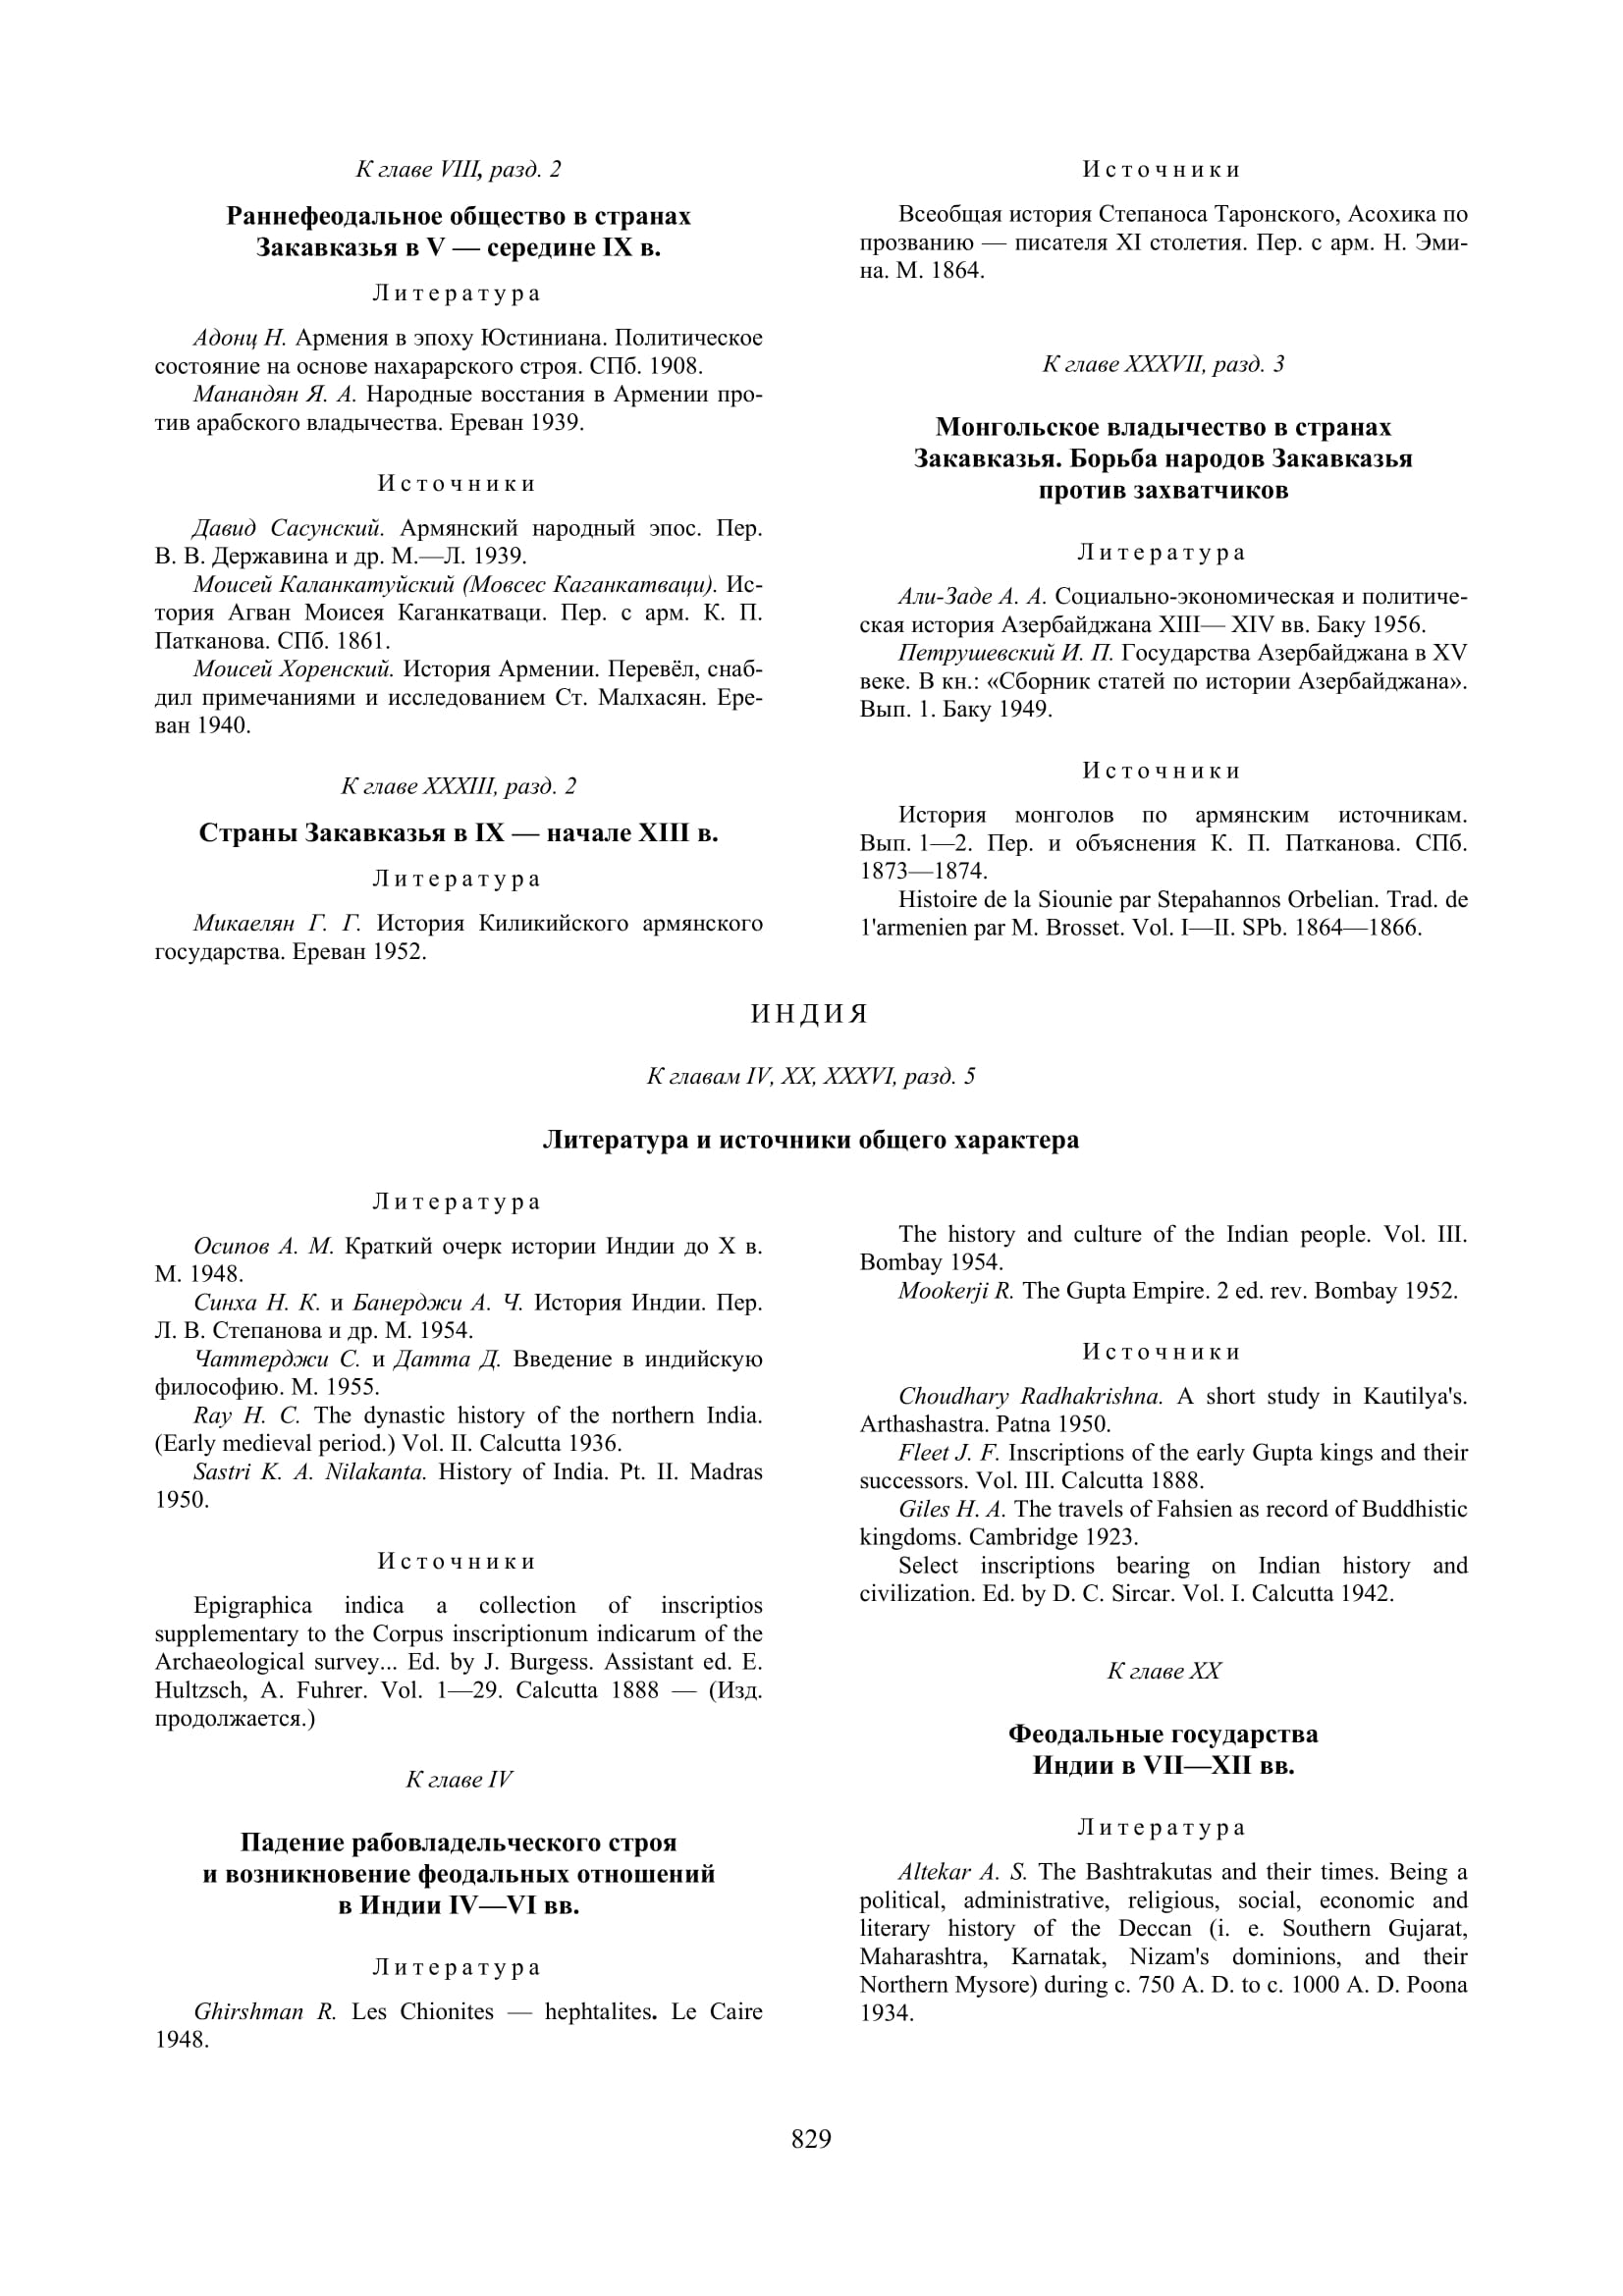 К главе VIII, разд. 2
Раннефеодальное общество в странах
Закавказья в V — середине IX в.
Литература
Адонц Н. Армения в эпоху Юстиниана. Политическое
состояние на основе нахарарского строя. СПб. 1908.
Манандян Я. А. Народные восстания в Армении про-
тив арабского владычества. Ереван 1939.
Источники
Давид Сасунский. Армянский народный эпос. Пер.
В. В. Державина и др. М.—Л. 1939.
Моисей Каланкатуйский (Мовсес Каганкатваци). Ис-
тория Агван Моисея Каганкатваци. Пер. с арм. К. П.
Патканова. СПб. 1861.
Моисей Хоренский. История Армении. Перевёл, снаб-
дил примечаниями и исследованием Ст. Малхасян. Ере-
ван 1940.
К главе XXXIII, разд. 2
Страны Закавказья в IX — начале XIII в.
Литература
Микаелян Г. Г. История Киликийского армянского
государства. Ереван 1952.
Источники
Всеобщая история Степаноса Таронского, Асохика по
прозванию — писателя XI столетия. Пер. с арм. Н. Эми-
на. М. 1864.
К главе XXXVII, разд. 3
Монгольское владычество в странах
Закавказья. Борьба народов Закавказья
против захватчиков
Литература
Али-Заде А. А. Социально-экономическая и политиче-
ская история Азербайджана XIII— XIV вв. Баку 1956.
Петрушевский И. П. Государства Азербайджана в XV
веке. В кн.: «Сборник статей по истории Азербайджана».
Вып. 1. Баку 1949.
Источники
История монголов по армянским источникам.
Вып. 1—2. Пер. и объяснения К. П. Патканова. СПб.
1873—1874.
Histoire de la Siounie par Stepahannos Orbelian. Trad. de
l'armenien par M. Brosset. Vol. I—II. SPb. 1864—1866.
ИНДИЯ
К главам IV, XX, XXXVI, разд. 5
Литература и источники общего характера
Литература
Осипов А. М. Краткий очерк истории Индии до X в.
М. 1948.
Синха Н. К. и Банерджи А. Ч. История Индии. Пер.
Л. В. Степанова и др. М. 1954.
Чаттерджи С. и Датта Д. Введение в индийскую
философию. М. 1955.
Ray H. C. The dynastic history of the northern India.
(Early medieval period.) Vol. II. Calcutta 1936.
Sastri K. A. Nilakanta. History of India. Pt. II. Madras
1950.
Источники
Epigraphica indica a collection of inscriptios
supplementary to the Corpus inscriptionum indicarum of the
Archaeological survey... Ed. by J. Burgess. Assistant ed. E.
Hultzsch, A. Fuhrer. Vol. 1—29. Calcutta 1888 — (Изд.
продолжается.)
К главе IV
Падение рабовладельческого строя
и возникновение феодальных отношений
в Индии IV—VI вв.
Литература
Ghirshman R. Les Chionites — hephtalites. Le Caire
1948.
The history and culture of the Indian people. Vol. III.
Bombay 1954.
Mookerji R. The Gupta Empire. 2 ed. rev. Bombay 1952.
Источники
Choudhary Radhakrishna. A short study in Kautilya's.
Arthashastra. Patna 1950.
Fleet J. F. Inscriptions of the early Gupta kings and their
successors. Vol. III. Calcutta 1888.
Giles H. A. The travels of Fahsien as record of Buddhistic
kingdoms. Cambridge 1923.
Select inscriptions bearing on Indian history and
civilization. Ed. by D. C. Sircar. Vol. I. Calcutta 1942.
К главе XX
Феодальные государства
Индии в VII—XII вв.
Литература
Altekar A. S. The Bashtrakutas and their times. Being a
political, administrative, religious, social, economic and
literary history of the Deccan (i. e. Southern Gujarat,
Maharashtra, Karnatak, Nizam's dominions, and their
Northern Mysore) during c. 750 A. D. to c. 1000 A. D. Poona
1934.
829